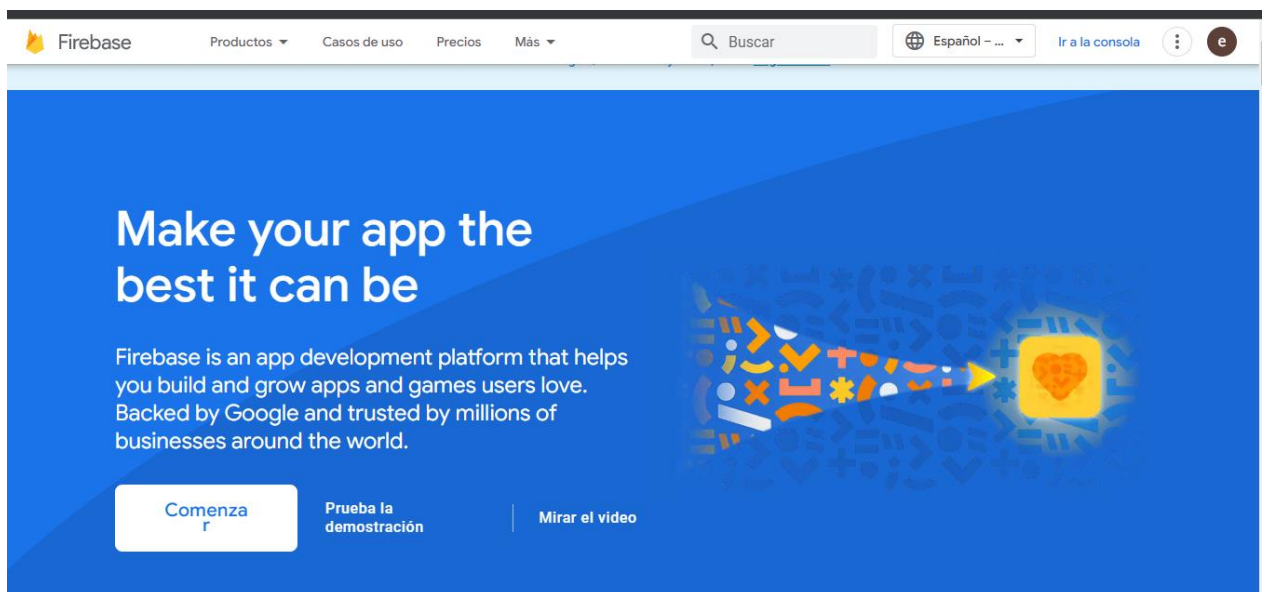 Firebase
Productos
Casos de uso
Precios
Más
Buscar
Español – ...
Ir a la consola
e
Make your app the
best it can be
Firebase is an app development platform that helps
you build and grow apps and games users love.
Backed by Google and trusted by millions of
businesses around the world.
Comenza
r
Prueba la
demostración
Mirar el video